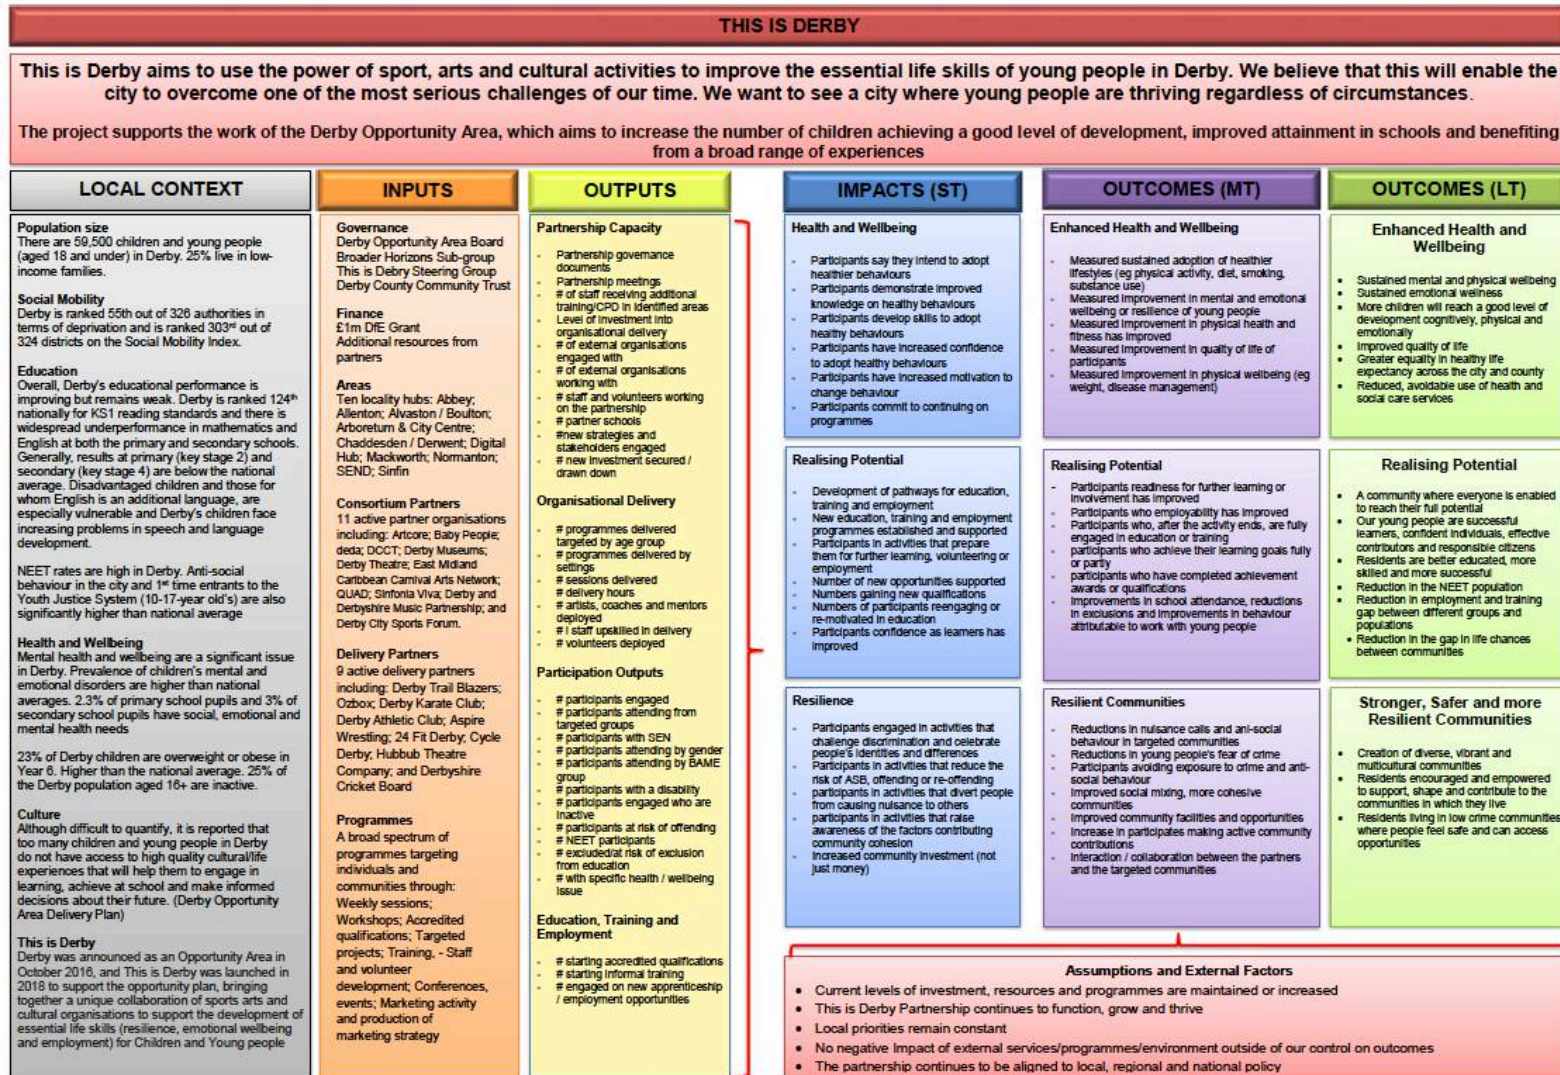 THIS IS DERBY
This is Derby aims to use the power of sport, arts and cultural activities to improve the essential life skills of young people in Derby. We believe that this will enable the
city to overcome one of the most serious challenges of our time. We want to see a city where young people are thriving regardless of circumstances.
The project supports the work of the Derby Opportunity Area, which aims to increase the number of children achieving a good level of development, improved attainment in schools and benefiting
from a broad range of experiences
LOCAL CONTEXT
Population size
There are 59,500 children and young people
(aged 18 and under) in Derby. 25% live in low-
income families.
Social Mobility
Derby is ranked 55th out of 326 authorities in
terms of deprivation and is ranked 303rd out of
324 districts on the Social Mobility Index.
Education
Overall, Derby's educational performance is
improving but remains weak. Derby is ranked 124th
nationally for KS1 reading standards and there is
widespread underperformance in mathematics and
English at both the primary and secondary schools.
Generally, results at primary (key stage 2) and
secondary (key stage 4) are below the national
average. Disadvantaged children and those for
whom English is an additional language, are
especially vulnerable and Derby's children face
increasing problems in speech and language
development.
NEET rates are high in Derby. Anti-social
behaviour in the city and 1st time entrants to the
Youth Justice System (10-17-year old's) are also
significantly higher than national average
Health and Wellbeing
Mental health and wellbeing are a significant issue
in Derby. Prevalence of children's mental and
emotional disorders are higher than national
averages. 2.3% of primary school pupils and 3% of
secondary school pupils have social, emotional and
mental health needs
23% of Derby children are overweight or obese in
Year 6. Higher than the national average. 25% of
the Derby population aged 16+ are inactive.
Culture
Although difficult to quantify, it is reported that
too many children and young people in Derby
do not have access to high quality cultural/life
experiences that will help them to engage in
learning, achieve at school and make informed
decisions about their future. (Derby Opportunity
Area Delivery Plan)
This is Derby
Derby was announced as an Opportunity Area in
October 2016, and This is Derby was launched in
2018 to support the opportunity plan, bringing
together a unique collaboration of sports arts and
cultural organisations to support the development of
essential life skills (resilience, emotional wellbeing
and employment) for Children and Young people
INPUTS
Governance
Derby Opportunity Area Board
Broader Horizons Sub-group
This is Debry Steering Group
Derby County Community Trust
Finance
£1m DfE Grant
Additional resources from
partners
Areas
Ten locality hubs: Abbey;
Allenton; Alvaston / Boulton;
Arboretum & City Centre;
Chaddesden / Derwent; Digital
Hub; Mackworth; Normanton;
SEND; Sinfin
Consortium Partners
11 active partner organisations
including: Artcore; Baby People;
deda; DCCT; Derby Museums;
Derby Theatre; East Midland
Caribbean Carnival Arts Network;
QUAD; Sinfonia Viva; Derby and
Derbyshire Music Partnership; and
Derby City Sports Forum.
Delivery Partners
9 active delivery partners
including: Derby Trail Blazers;
Ozbox; Derby Karate Club;
Derby Athletic Club; Aspire
Wrestling; 24 Fit Derby; Cycle
Derby; Hubbub Theatre
Company; and Derbyshire
Cricket Board
Programmes
A broad spectrum of
programmes targeting
individuals and
communities through:
Weekly sessions;
Workshops; Accredited
qualifications; Targeted
projects; Training, - Staff
and volunteer
development; Conferences,
events; Marketing activity
and production of
marketing strategy
OUTPUTS
Partnership Capacity
- Partnership governance
documents
- Partnership meetings
- # of staff receiving additional
training/CPD in identified areas
- Level of investment into
organisational delivery
- # of external organisations
engaged with
- # of external organisations
working with
- # staff and volunteers working
on the partnership
- # partner schools
- #new strategies and
stakeholders engaged
- # new investment secured /
drawn down
Organisational Delivery
- # programmes delivered
targeted by age group
- # programmes delivered by
settings
- # sessions delivered
- # delivery hours
- # artists, coaches and mentors
deployed
- # l staff upskilled in delivery
- # volunteers deployed
Participation Outputs
- # participants engaged
- # participants attending from
targeted groups
- # participants with SEN
- # participants attending by gender
- # participants attending by BAME
group
- # participants with a disability
- # participants engaged who are
inactive
- # participants at risk of offending
- # NEET participants
- # excluded/at risk of exclusion
from education
- # with specific health / wellbeing
issue
Education, Training and
Employment
- # starting accredited qualifications
- # starting informal training
- # engaged on new apprenticeship
/ employment opportunities
IMPACTS (ST)
Health and Wellbeing
- Participants say they intend to adopt
healthier behaviours
- Participants demonstrate improved
knowledge on healthy behaviours
- Participants develop skills to adopt
healthy behaviours
- Participants have increased confidence
to adopt healthy behaviours
- Participants have increased motivation to
change behaviour
- Participants commit to continuing on
programmes
Realising Potential
- Development of pathways for education,
training and employment
- New education, training and employment
programmes established and supported
- Participants in activities that prepare
them for further learning, volunteering or
employment
- Number of new opportunities supported
- Numbers gaining new qualifications
- Numbers of participants reengaging or
re-motivated in education
- Participants confidence as learners has
improved
Resilience
- Participants engaged in activities that
challenge discrimination and celebrate
people's identities and differences
- Participants in activities that reduce the
risk of ASB, offending or re-offending
- participants in activities that divert people
from causing nuisance to others
- participants in activities that raise
awareness of the factors contributing
community cohesion
- Increased community investment (not
just money)
OUTCOMES (MT)
Enhanced Health and Wellbeing
- Measured sustained adoption of healthier
lifestyles (eg physical activity, diet, smoking,
substance use)
- Measured improvement in mental and emotional
wellbeing or resilience of young people
- Measured improvement in physical health and
fitness has improved
- Measured improvement in quality of life of
participants
- Measured improvement in physical wellbeing (eg
weight, disease management)
Realising Potential
- Participants readiness for further learning or
involvement has improved
- Participants who employability has improved
- Participants who, after the activity ends, are fully
engaged in education or training
- participants who achieve their learning goals fully
or partly
- participants who have completed achievement
awards or qualifications
- Improvements in school attendance, reductions
in exclusions and improvements in behaviour
attributable to work with young people
Resilient Communities
- Reductions in nuisance calls and ani-social
behaviour in targeted communities
- Reductions in young people's fear of crime
- Participants avoiding exposure to crime and anti-
social behaviour
- Improved social mixing, more cohesive
communities
- Improved community facilities and opportunities
- Increase in participates making active community
contributions
- Interaction / collaboration between the partners
and the targeted communities
OUTCOMES (LT)
Enhanced Health and
Wellbeing
• Sustained mental and physical wellbeing
• Sustained emotional wellness
• More children will reach a good level of
development cognitively, physical and
emotionally
• Improved quality of life
• Greater equality in healthy life
expectancy across the city and county
• Reduced, avoidable use of health and
social care services
Realising Potential
• A community where everyone is enabled
to reach their full potential
• Our young people are successful
learners, confident individuals, effective
contributors and responsible citizens
• Residents are better educated, more
skilled and more successful
• Reduction in the NEET population
• Reduction in employment and training
gap between different groups and
populations
• Reduction in the gap in life chances
between communities
Stronger, Safer and more
Resilient Communities
• Creation of diverse, vibrant and
multicultural communities
• Residents encouraged and empowered
to support, shape and contribute to the
communities in which they live
• Residents living in low crime communities
where people feel safe and can access
opportunities
Assumptions and External Factors
• Current levels of investment, resources and programmes are maintained or increased
• This is Derby Partnership continues to function, grow and thrive
• Local priorities remain constant
• No negative Impact of external services/programmes/environment outside of our control on outcomes
• The partnership continues to be aligned to local, regional and national policy